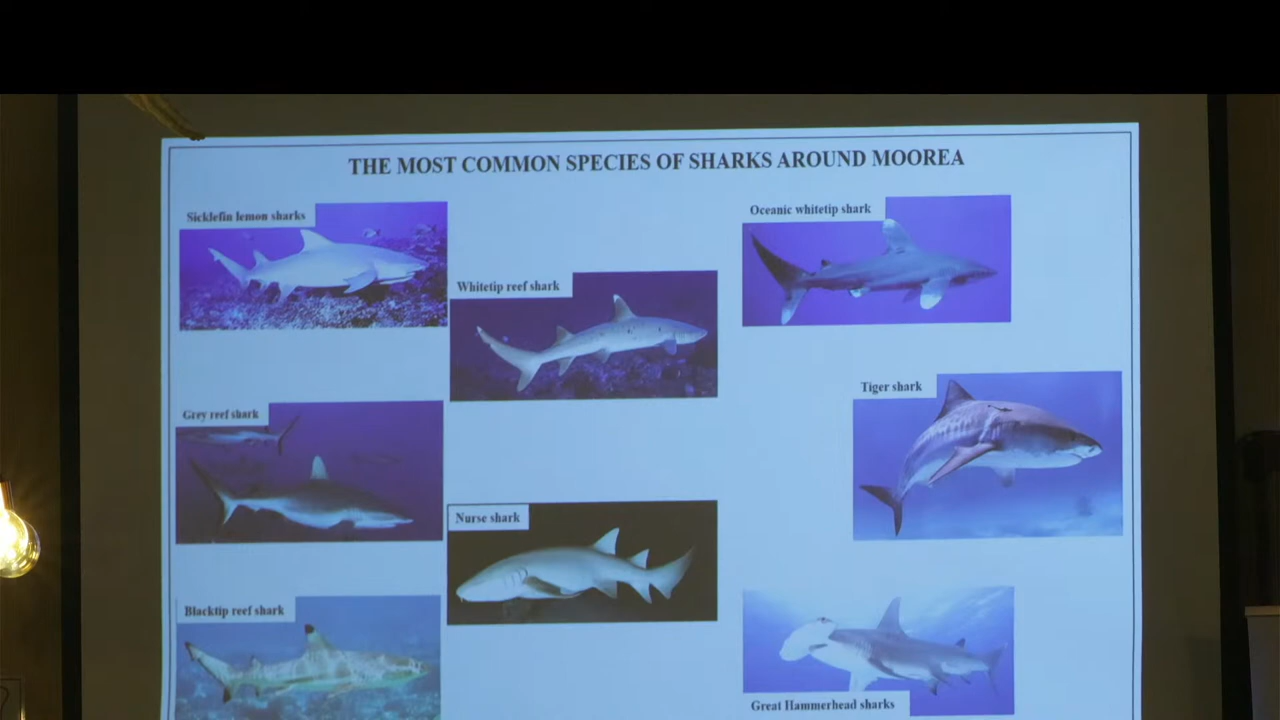 THE MOST COMMON SPECIES OF SHARKS AROUND MOOREA
Sicklefin lemon sharks
Oceanic whitetip shark
Whitetip reef shark
Tiger shark
Grey reef shark
Nurse shark
Blacktip reef shark
Great Hammerhead sharks